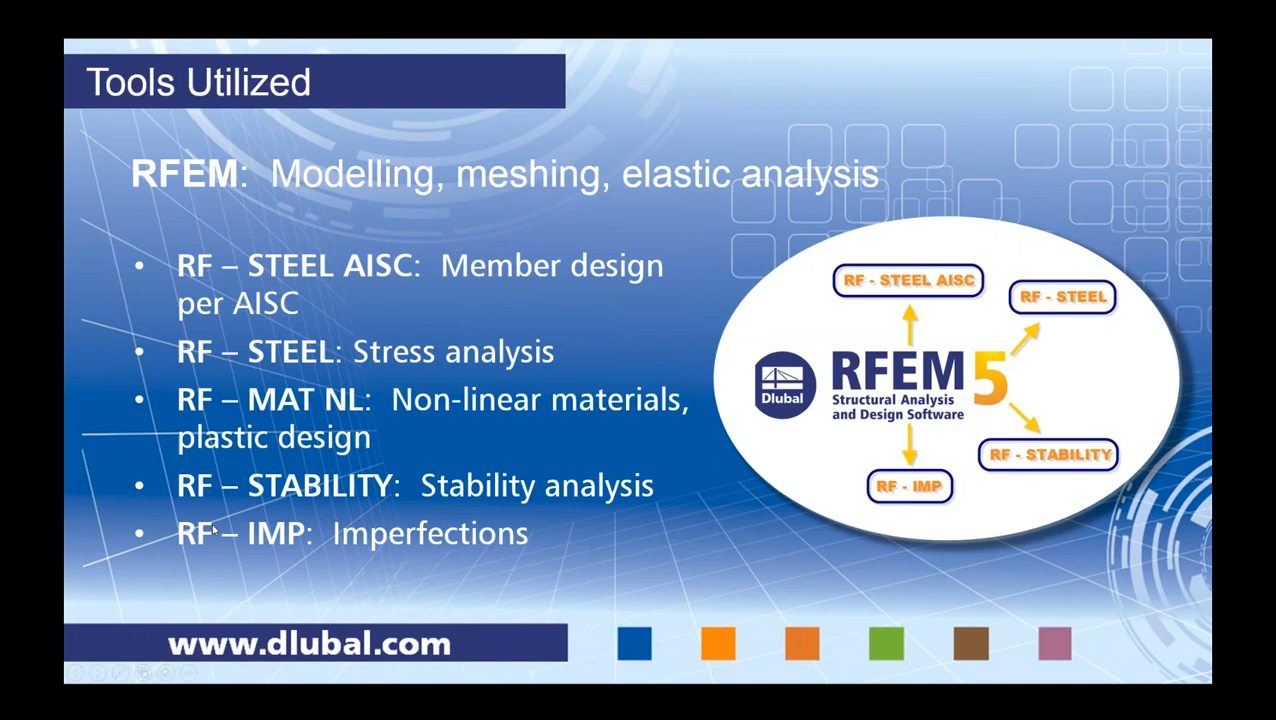 Tools Utilized
RFEM: Modelling, meshing, elastic analysis
• RF – STEEL AISC: Member design
per AISC
• RF – STEEL: Stress analysis
• RF – MAT NL: Non-linear materials,
plastic design
• RF – STABILITY: Stability analysis
• RF – IMP: Imperfections
RF - STEEL AISC
RF - STEEL
Dlubal
RFEM 5
Structural Analysis
and Design Software
RF - STABILITY
RF - IMP
www.dlubal.com